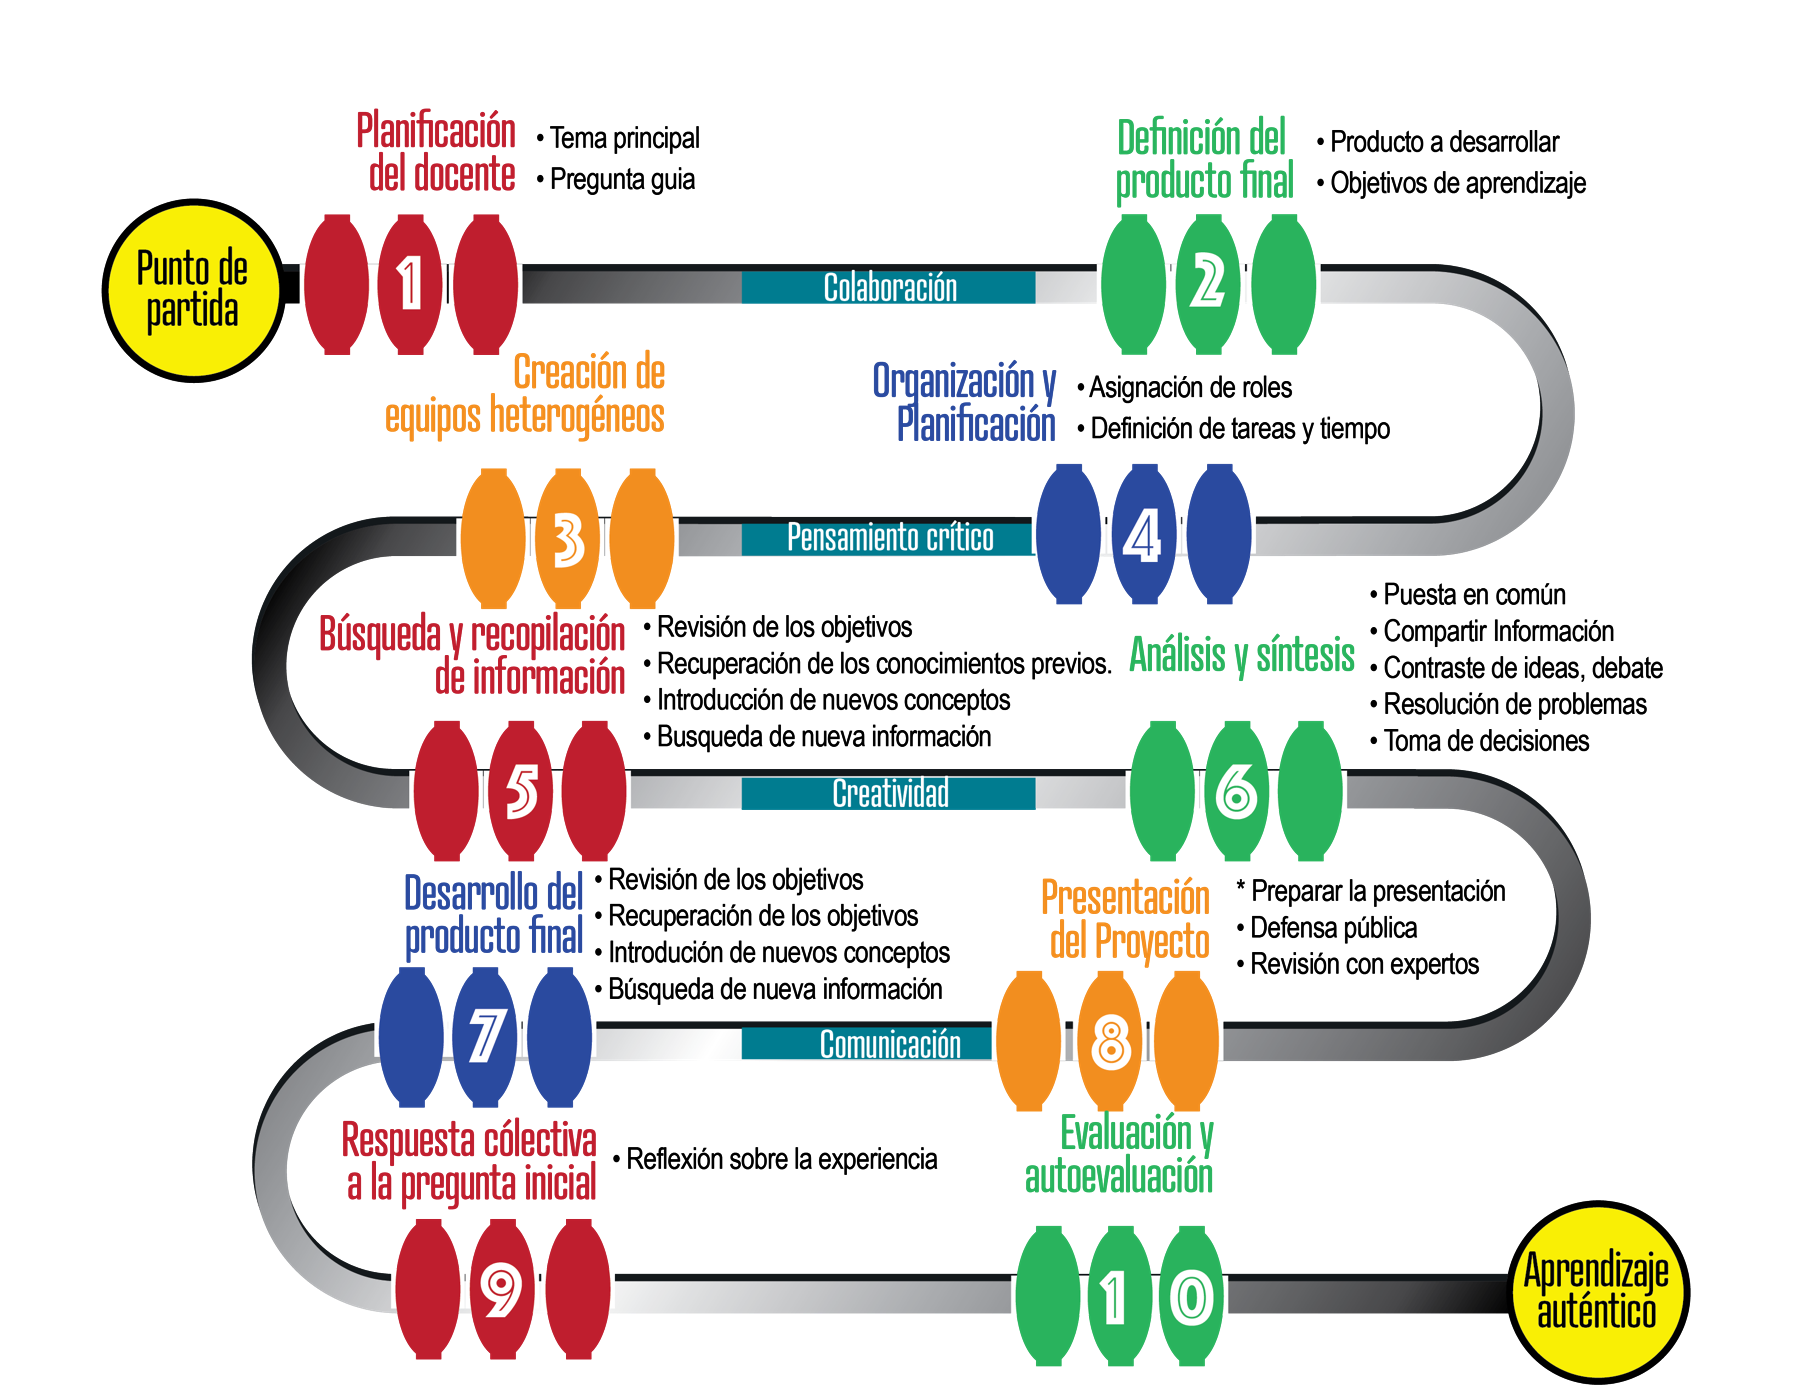 Punto de
partida
Planificación
del docente
• Tema principal
• Pregunta guia
1
Colaboración
Definición del
producto final
• Producto a desarrollar
• Objetivos de aprendizaje
2
Creación de
equipos heterogéneos
3
Pensamiento crítico
Organización y
Planificación
• Asignación de roles
• Definición de tareas y tiempo
4
Búsqueda y recopilación
de información
• Revisión de los objetivos
• Recuperación de los conocimientos previos.
• Introducción de nuevos conceptos
• Busqueda de nueva información
5
Creatividad
Análisis y síntesis
• Puesta en común
• Compartir Información
• Contraste de ideas, debate
• Resolución de problemas
• Toma de decisiones
6
Desarrollo del
producto final
• Revisión de los objetivos
• Recuperación de los objetivos
• Introdución de nuevos conceptos
• Búsqueda de nueva información
7
Comunicación
Presentación
del Proyecto
* Preparar la presentación
• Defensa pública
• Revisión con expertos
8
Respuesta cólectiva
a la pregunta inicial
• Reflexión sobre la experiencia
9
Evaluación y
autoevaluación
10
Aprendizaje
auténtico